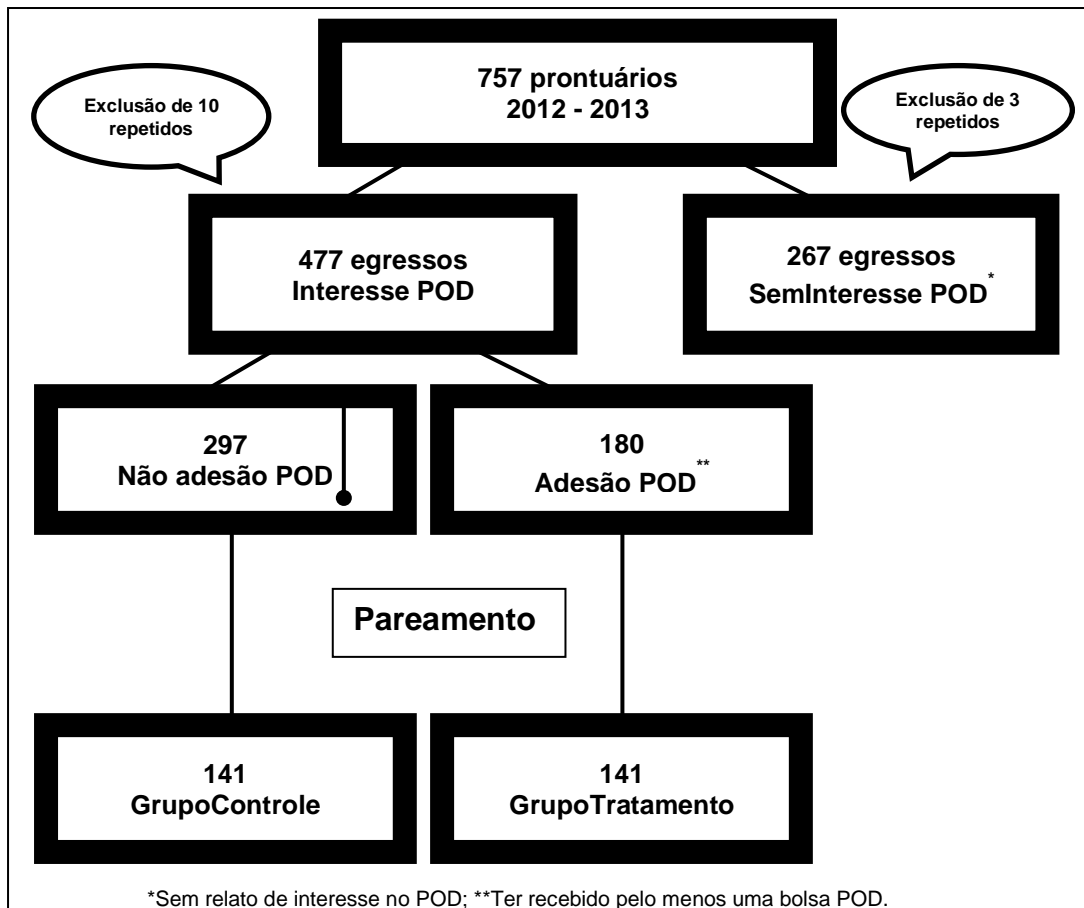 757 prontuários
2012 - 2013
Exclusão de 10
repetidos
Exclusão de 3
repetidos
477 egressos
Interesse POD
267 egressos
SemInteresse POD*
297
Não adesão POD
180
Adesão POD**
Pareamento
141
GrupoControle
141
GrupoTratamento
*Sem relato de interesse no POD; **Ter recebido pelo menos uma bolsa POD.